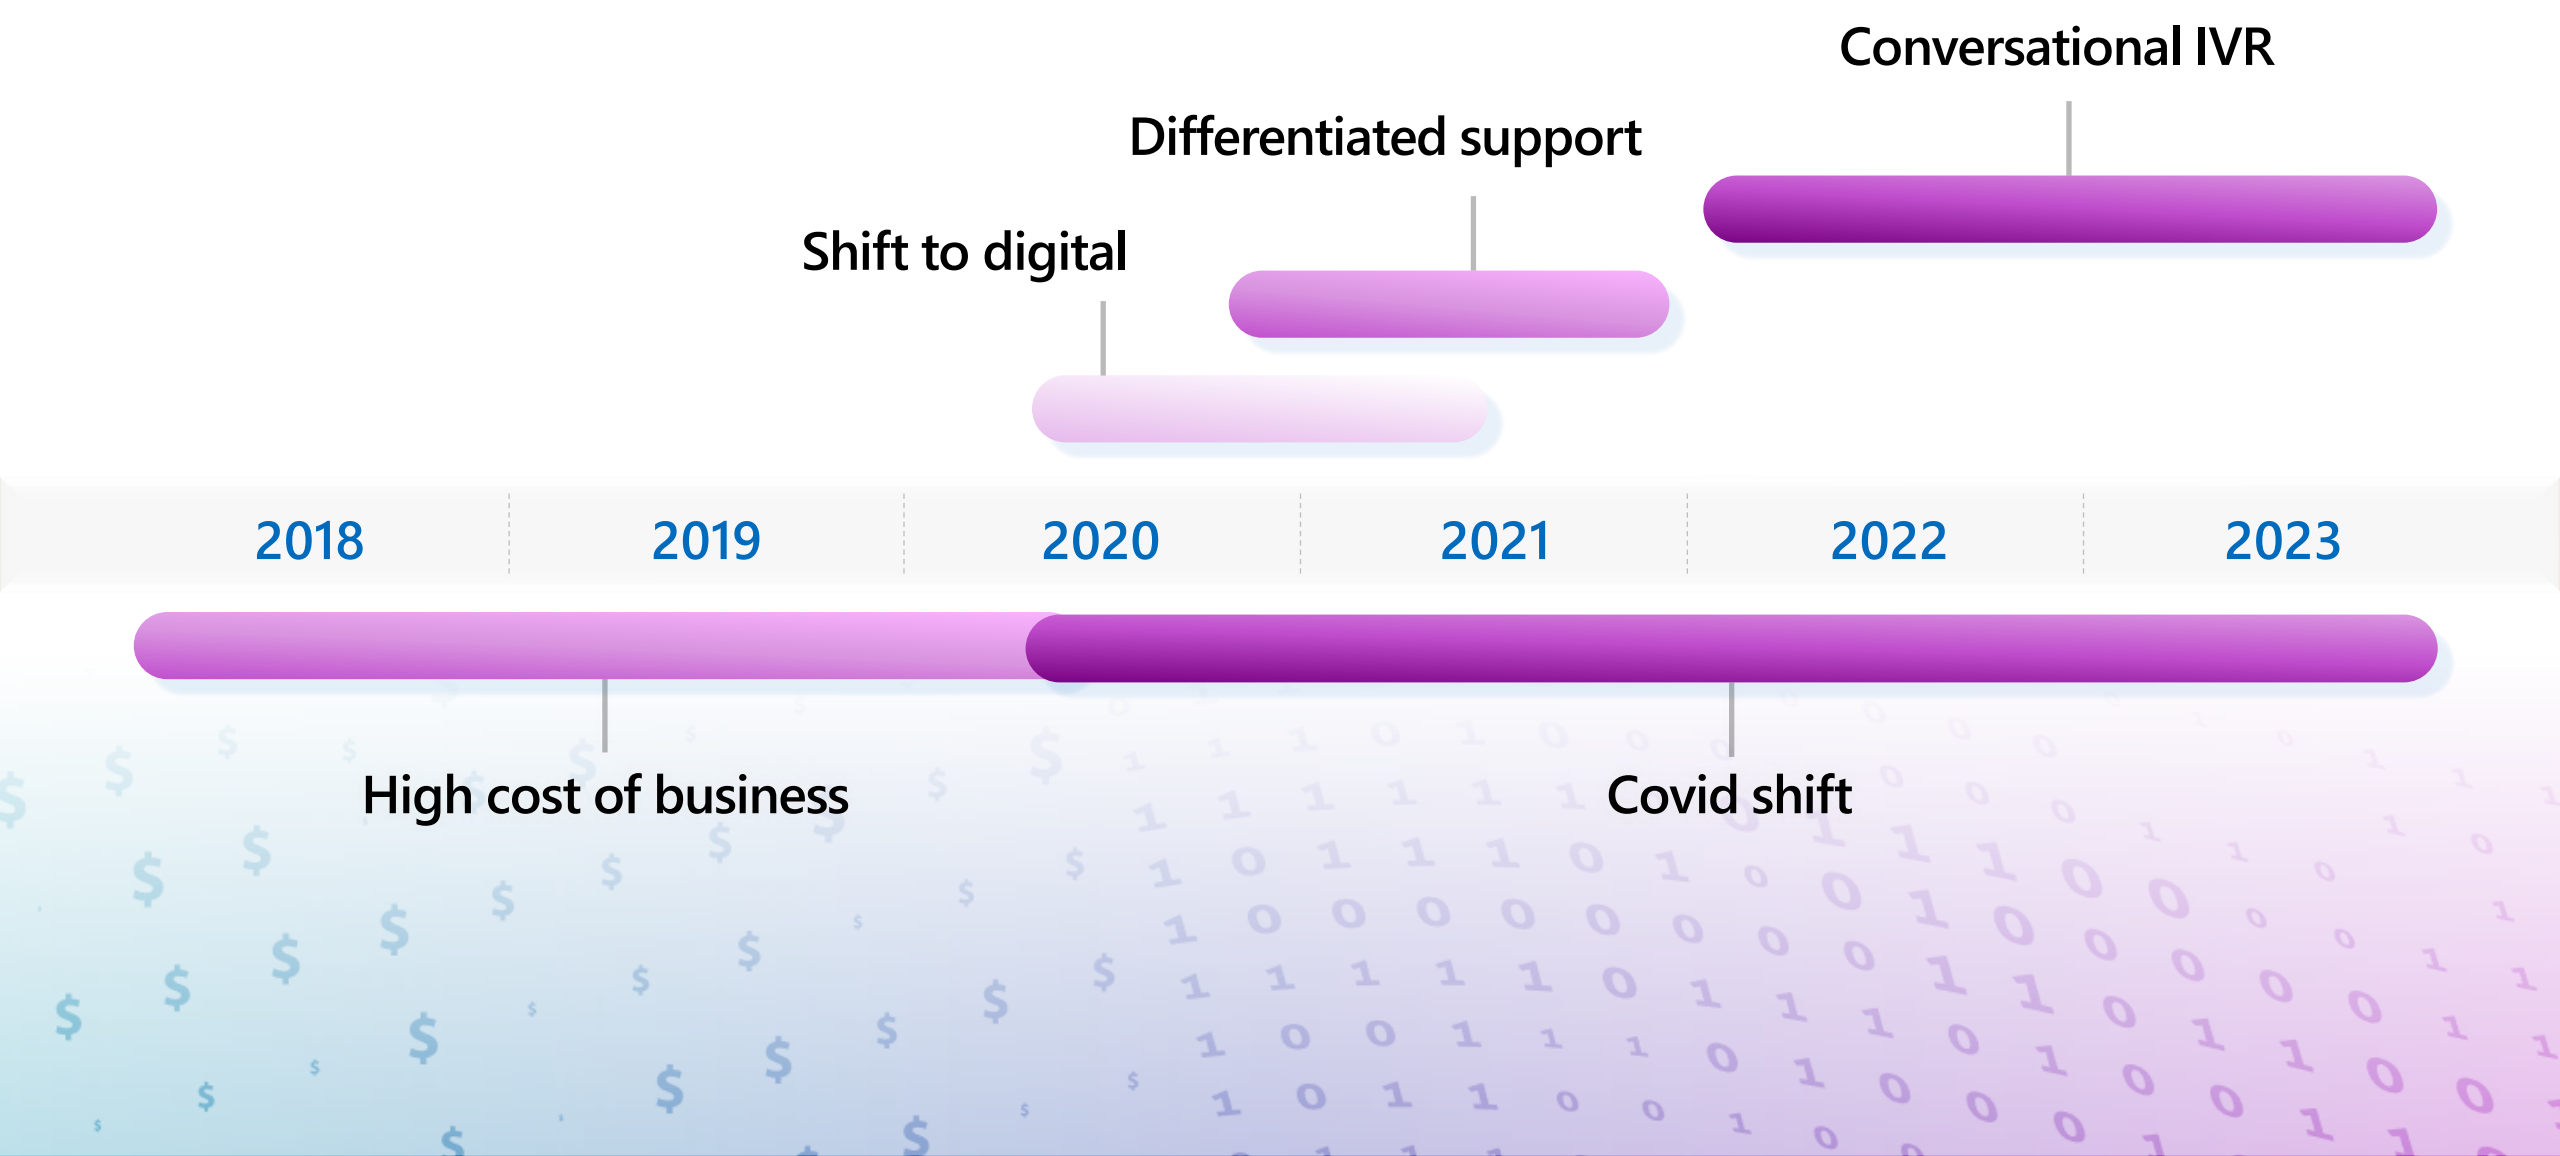 Conversational IVR
Differentiated support
Shift to digital
2018 2019 2020 2021 2022 2023
High cost of business
Covid shift